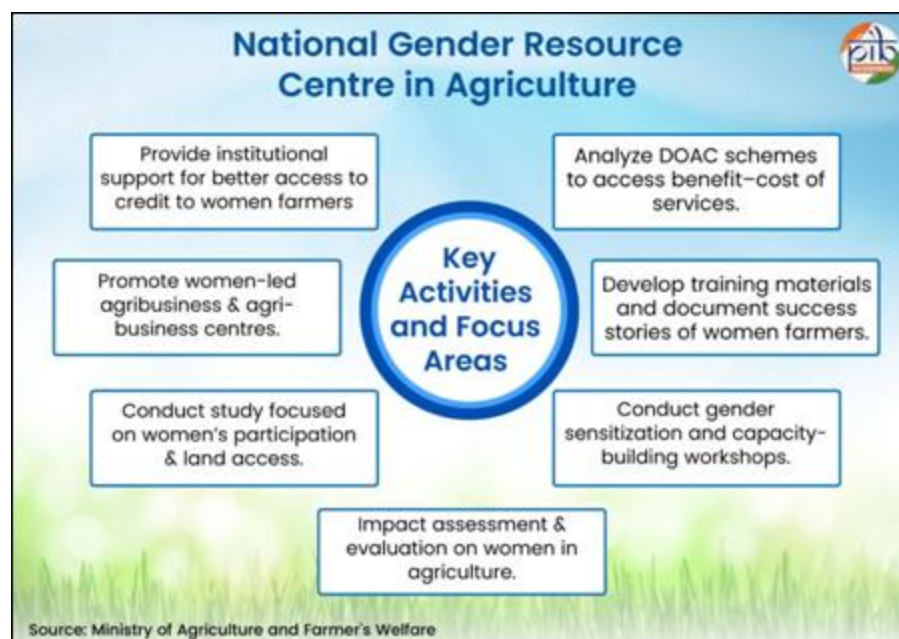 National Gender Resource
Centre in Agriculture
pib
Provide institutional
support for better access to
credit to women farmers
Analyze DOAC schemes
to access benefit–cost of
services.
Promote women-led
agribusiness & agri-
business centres.
Key
Activities
and Focus
Areas
Develop training materials
and document success
stories of women farmers.
Conduct study focused
on women's participation
& land access.
Conduct gender
sensitization and capacity-
building workshops.
Impact assessment &
evaluation on women in
agriculture.
Source: Ministry of Agriculture and Farmer's Welfare